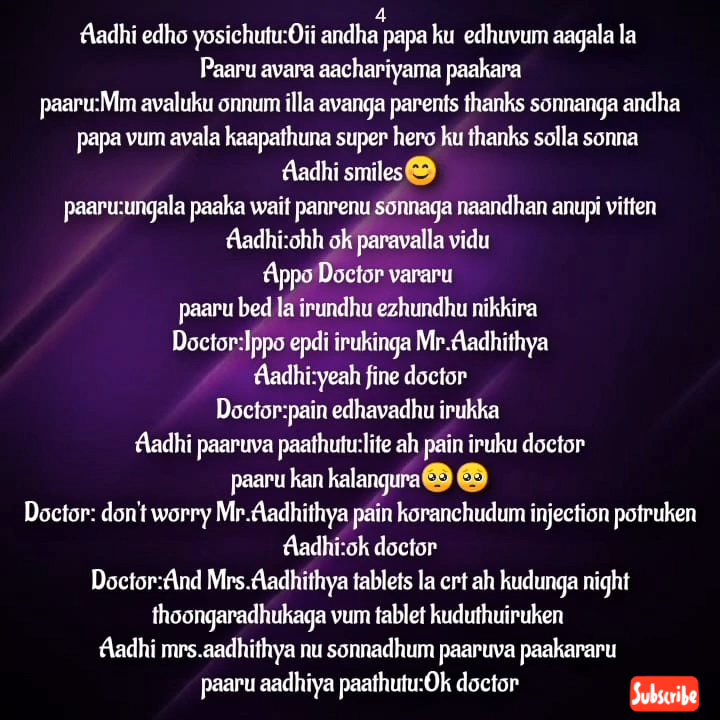 4
Aadhi edho yosichutu:Oii andha papa ku edhuvum aagala la
Paaru avara aachariyama paakara
paaru:Mm avaluku onnum illa avanga parents thanks sonnanga andha
papa vum avala kaapathuna super hero ku thanks solla sonna
Aadhi smiles😊
paaru:ungala paaka wait panrenu sonnaga naandhan anupi vitten
Aadhi:ohh ok paravalla vidu
Appo Doctor vararu
paaru bed la irundhu ezhundhu nikkira
Doctor:Ippo epdi irukinga Mr.Aadhithya
Aadhi:yeah fine doctor
Doctor:pain edhavadhu irukka
Aadhi paaruva paathutu:lite ah pain iruku doctor
paaru kan kalangura🥺🥺
Doctor: don't worry Mr.Aadhithya pain koranchudum injection potruken
Aadhi:ok doctor
Doctor:And Mrs.Aadhithya tablets la crt ah kudunga night
thoongaradhukaga vum tablet kuduthuiruken
Aadhi mrs.aadhithya nu sonnadhum paaruva paakararu
paaru aadhiya paathutu:Ok doctor
Subscribe